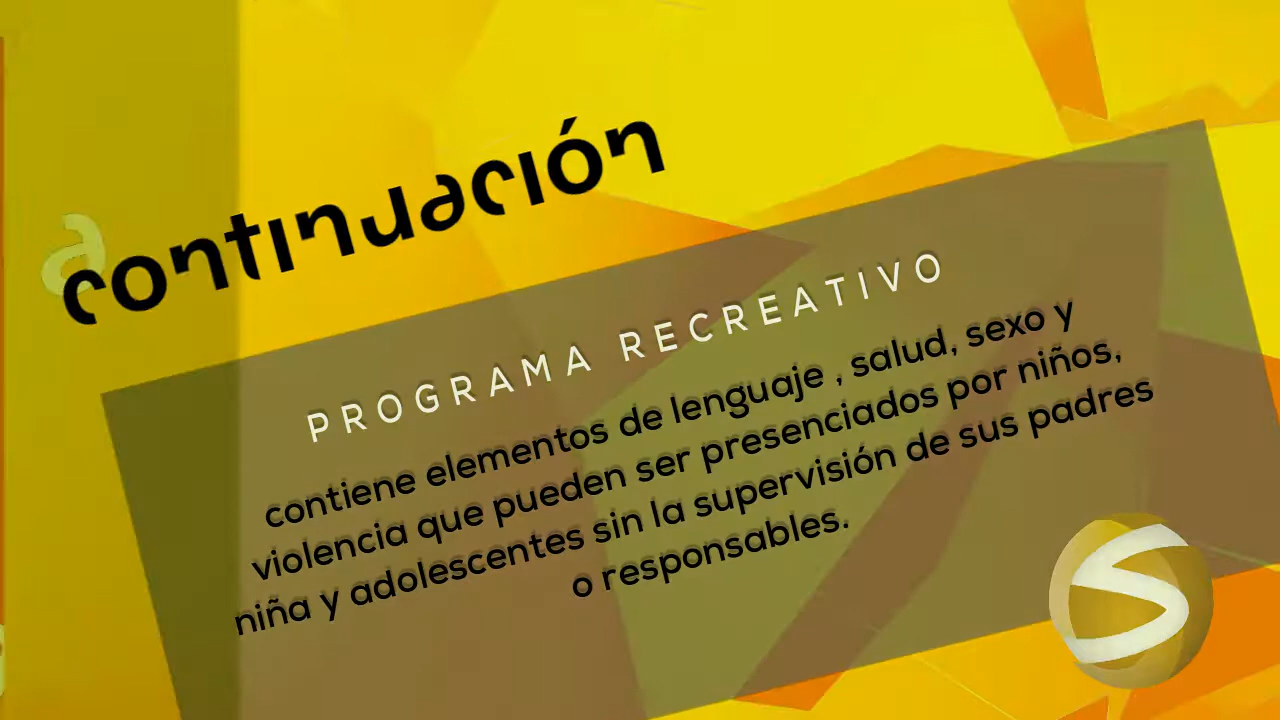 a
continuación
PROGRAMA RECREATIVO
contiene elementos de lenguaje , salud, sexo y
violencia que pueden ser presenciados por niños,
niña y adolescentes sin la supervisión de sus padres
o responsables.
S